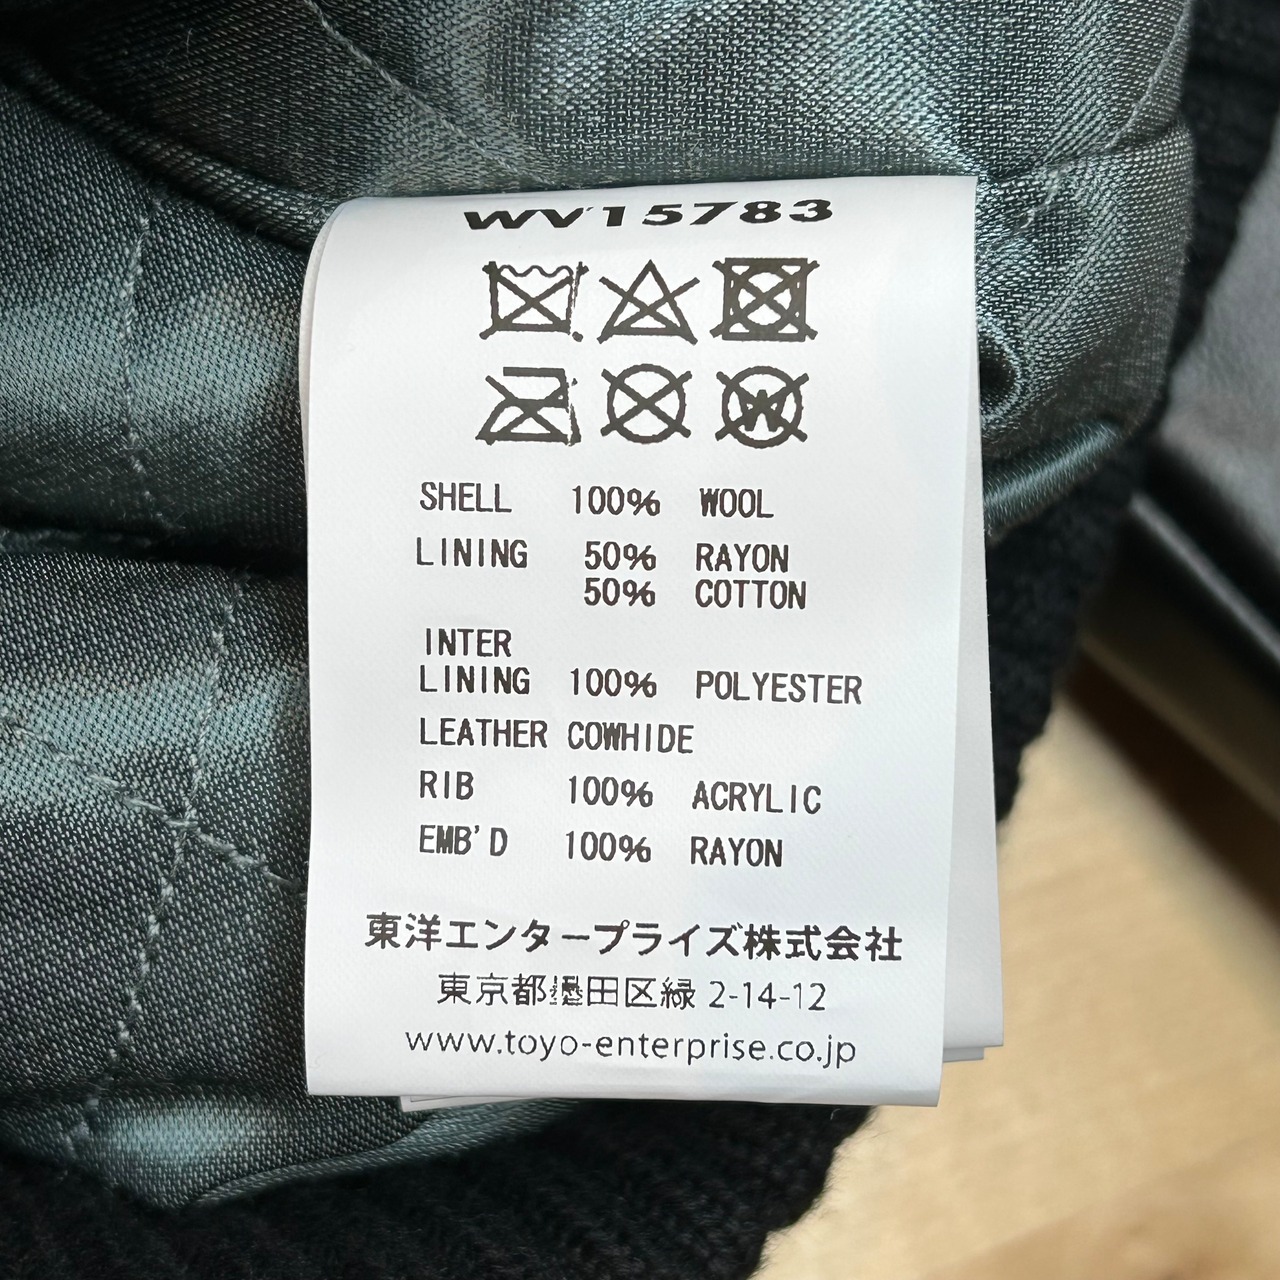 WV15783
SHELL 100% WOOL
LINING 50% RAYON
50% COTTON
INTER
LINING 100% POLYESTER
LEATHER COWHIDE
RIB 100% ACRYLIC
EMB'D 100% RAYON
東洋エンタープライズ株式会社
東京都墨田区緑 2-14-12
www.toyo-enterprise.co.jp